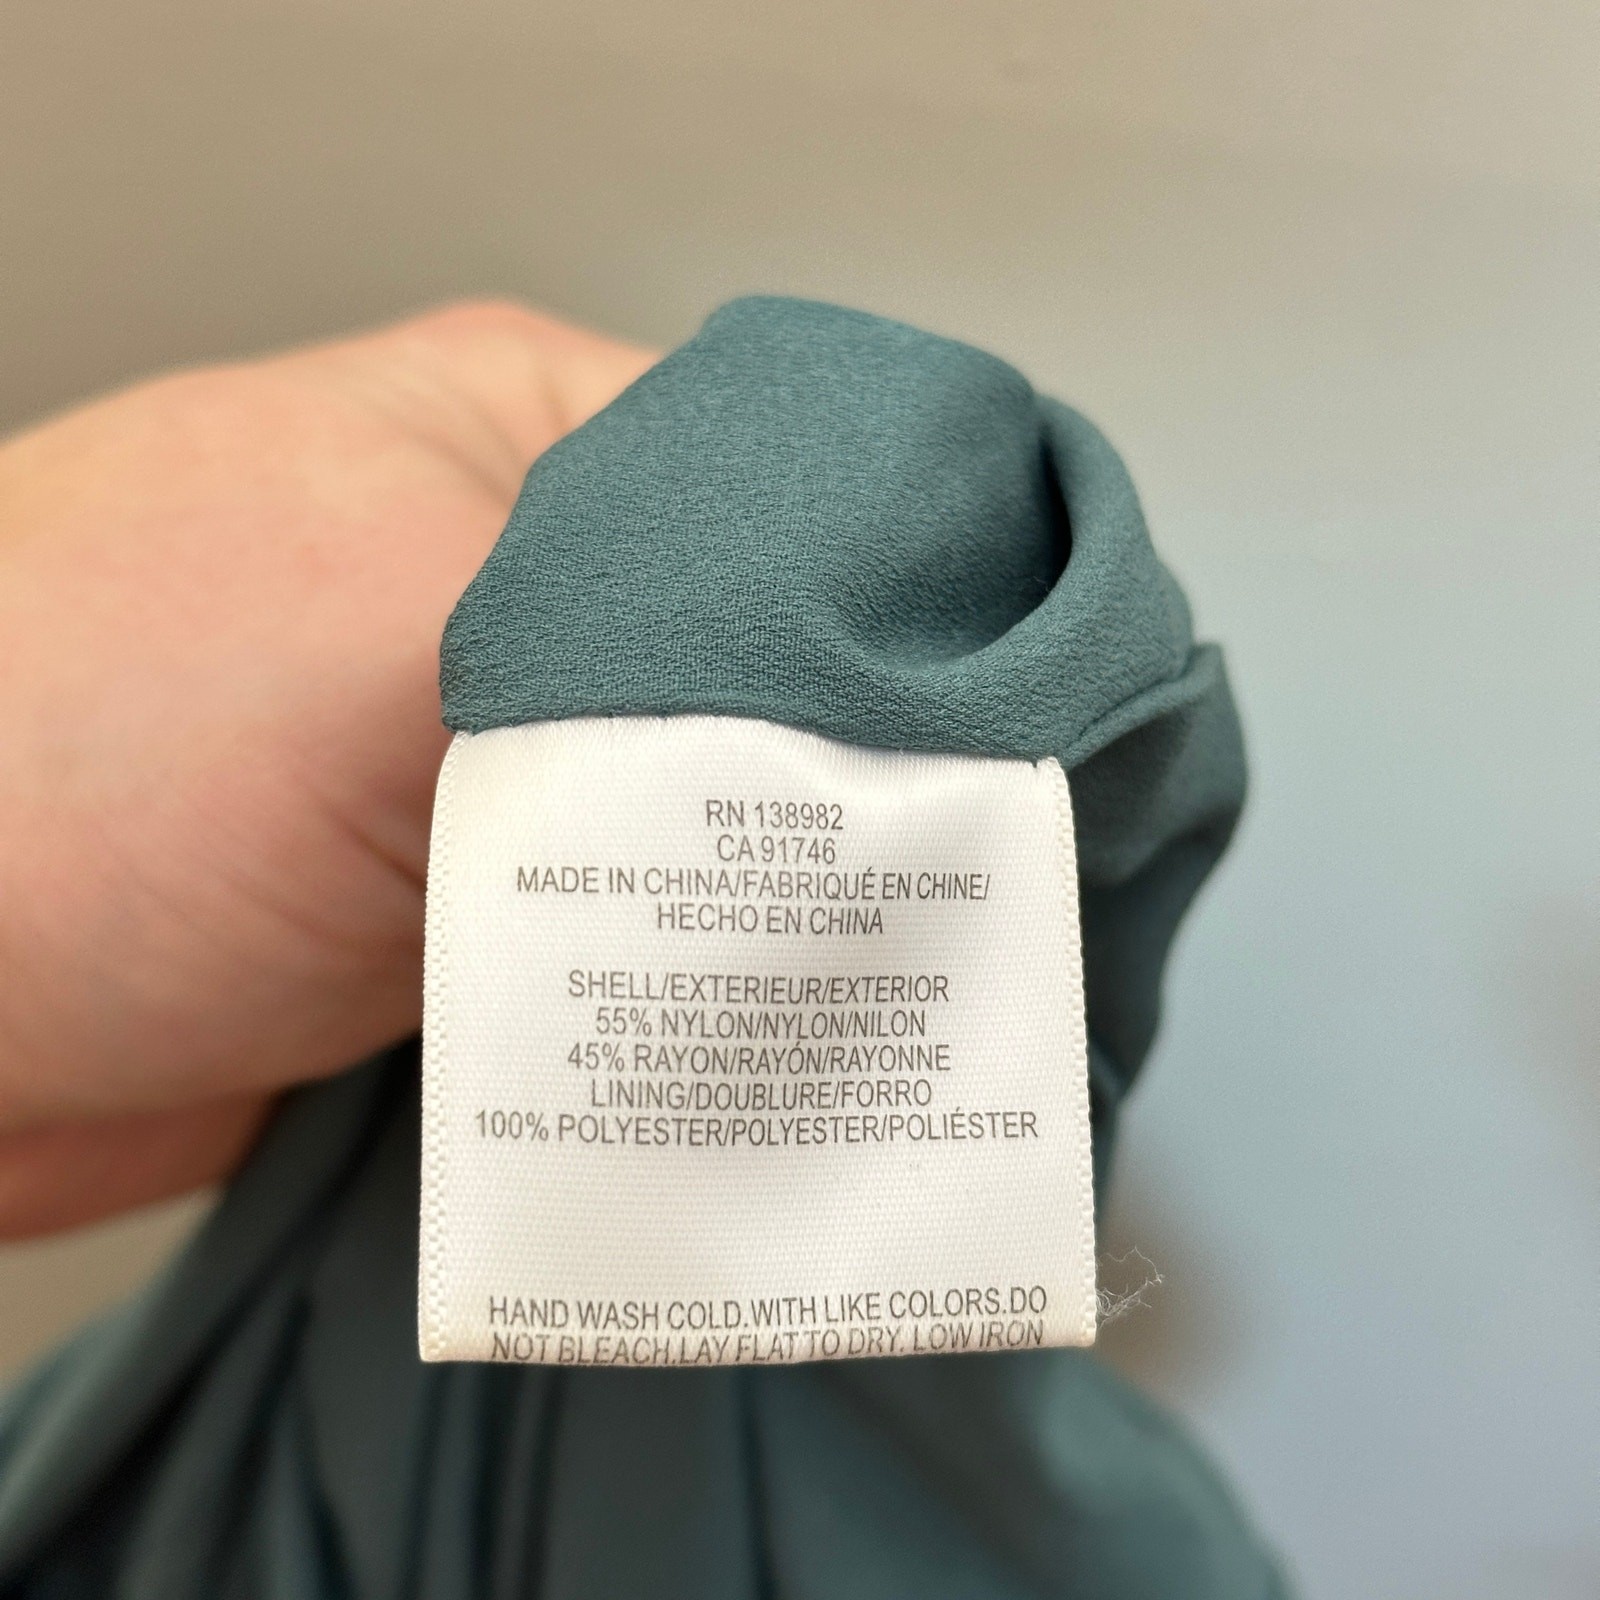 RN 138982
CA 91746
MADE IN CHINA/FABRIQUÉ EN CHINE/
HECHO EN CHINA
SHELL/EXTERIEUR/EXTERIOR
55% NYLON/NYLON/NILON
45% RAYON/RAYÓN/RAYONNE
LINING/DOUBLURE/FORRO
100% POLYESTER/POLYESTER/POLIÉSTER
HAND WASH COLD.WITH LIKE COLORS.DO
NOT BLEACH.LAY FLAT TO DRY. LOW IRON